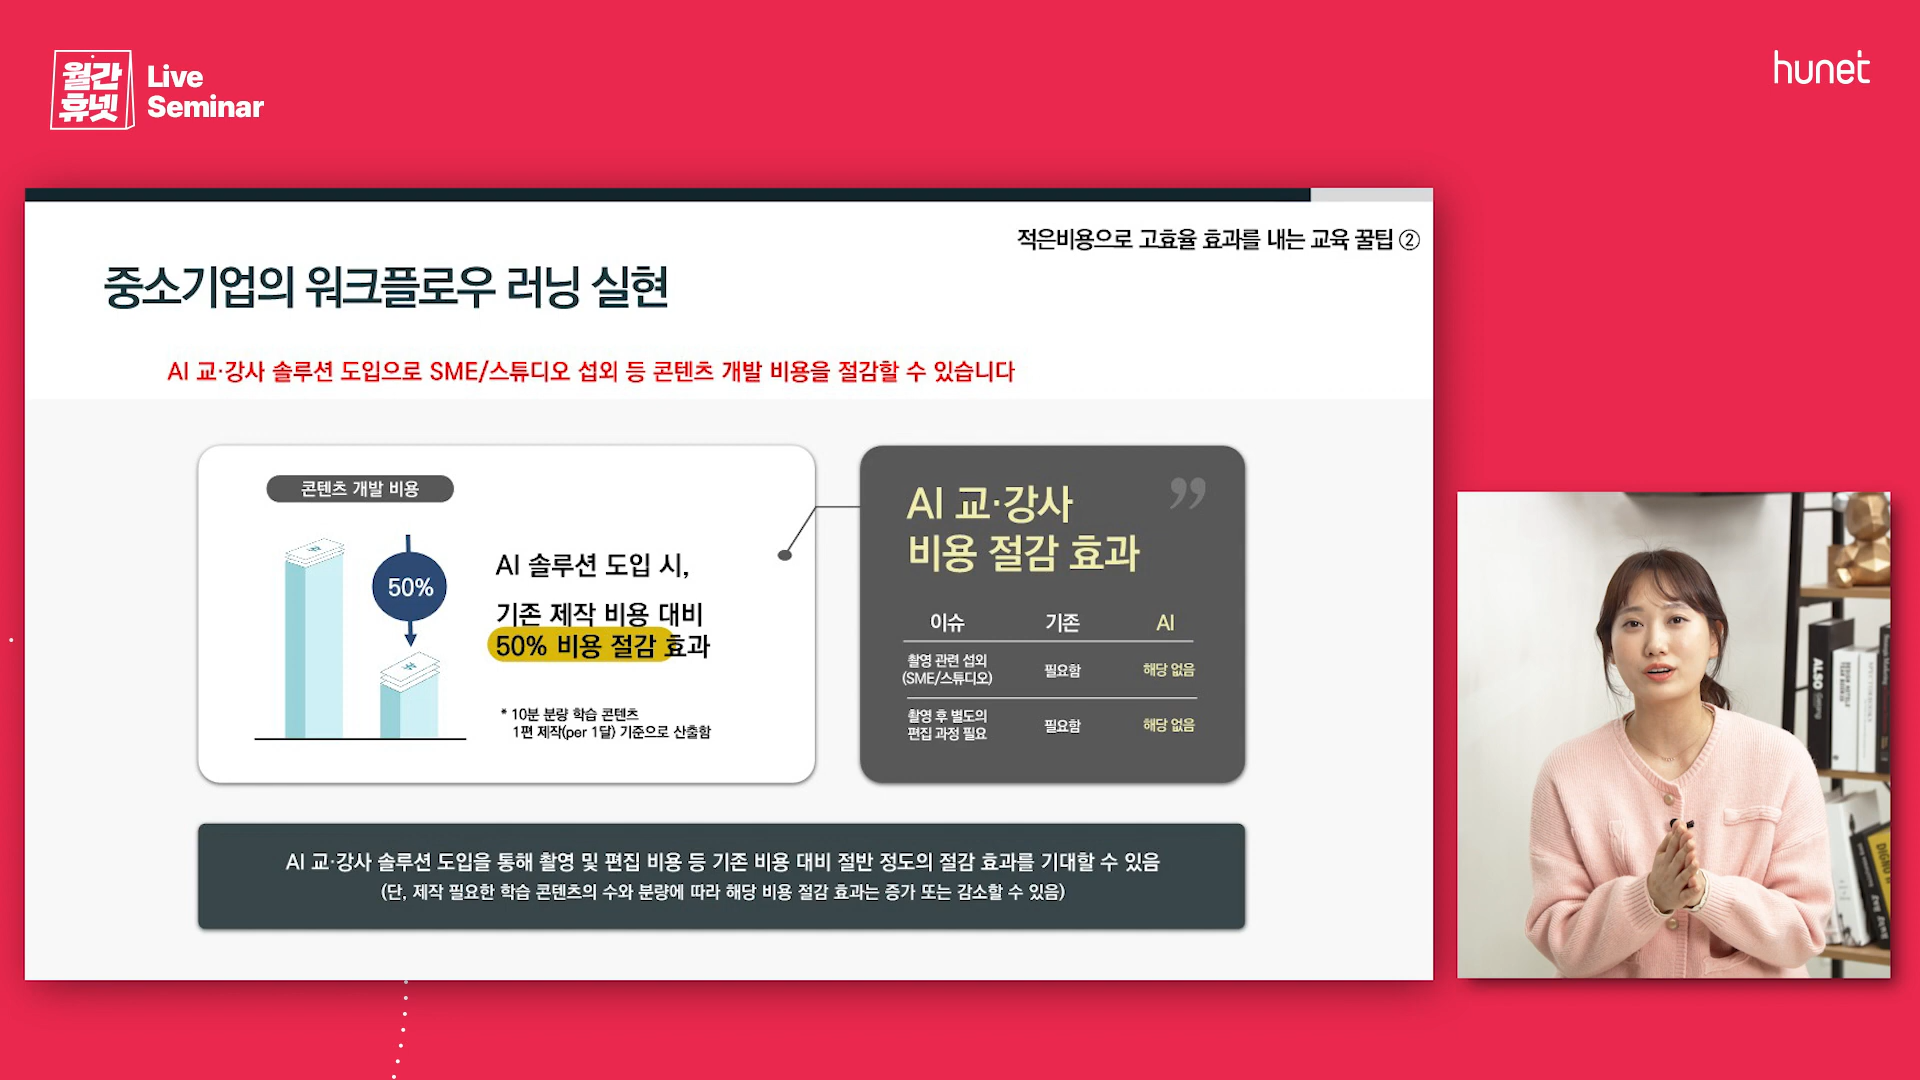 월간
휴넷
Live
Seminar
hunet
적은비용으로 고효율 효과를 내는 교육 꿀팁 ②
중소기업의 워크플로우 러닝 실현
AI 교·강사 솔루션 도입으로 SME/스튜디오 섭외 등 콘텐츠 개발 비용을 절감할 수 있습니다
콘텐츠 개발 비용
50%
AI 솔루션 도입 시,
기존 제작 비용 대비
50% 비용 절감 효과
* 10분 분량 학습 콘텐츠
1편 제작(per 1달) 기준으로 산출함
AI 교·강사
비용 절감 효과
이슈 기존 AI
촬영 관련 섭외
(SME/스튜디오)
필요함 해당 없음
촬영 후 별도의
편집 과정 필요
필요함 해당 없음
AI 교·강사 솔루션 도입을 통해 촬영 및 편집 비용 등 기존 비용 대비 절반 정도의 절감 효과를 기대할 수 있음
(단, 제작 필요한 학습 콘텐츠의 수와 분량에 따라 해당 비용 절감 효과는 증가 또는 감소할 수 있음)
ALSO